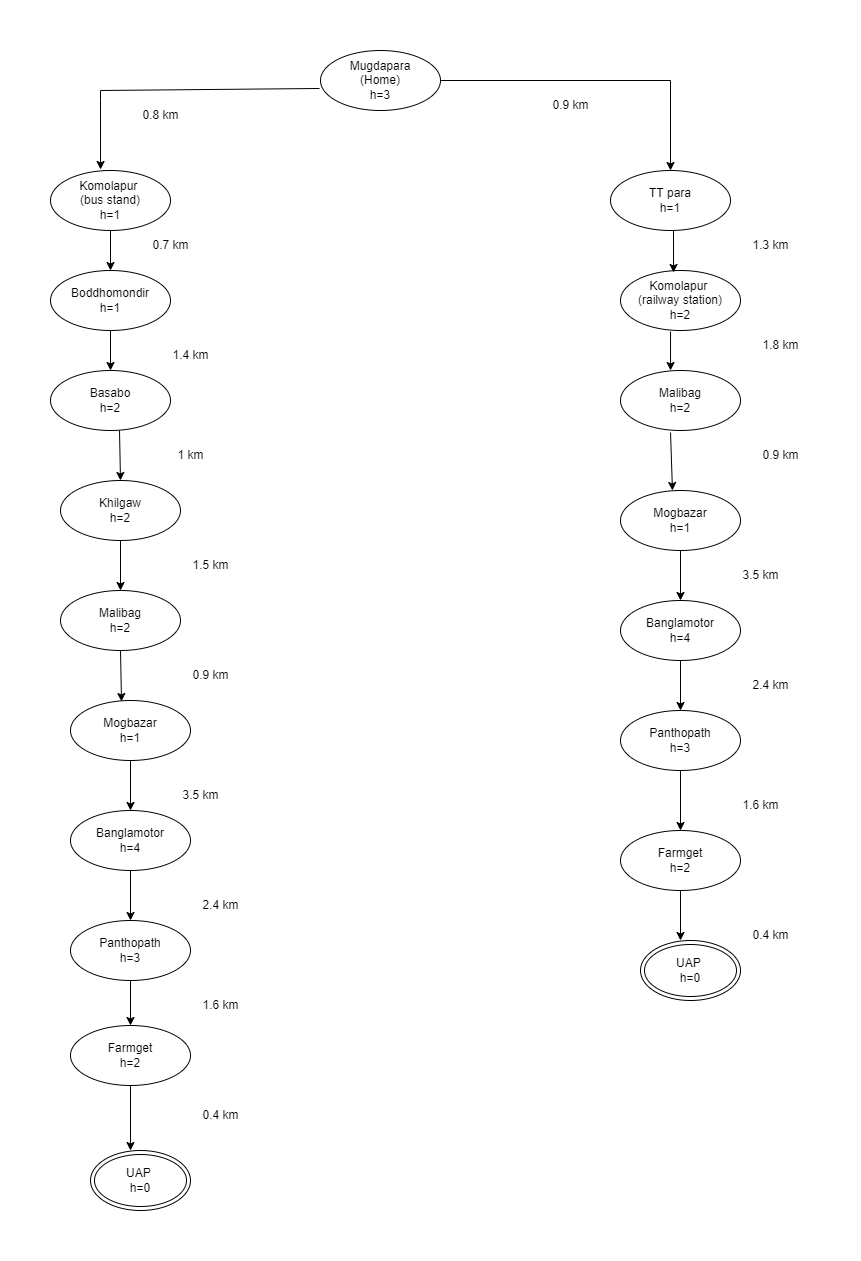 Mugdapara
(Home)
h=3
0.8 km
0.9 km
Komolapur
(bus stand)
h=1
TT para
h=1
0.7 km
1.3 km
Boddhomondir
h=1
Komolapur
(railway station)
h=2
1.4 km
1.8 km
Basabo
h=2
Malibag
h=2
1 km
0.9 km
Khilgaw
h=2
Mogbazar
h=1
1.5 km
3.5 km
Malibag
h=2
Banglamotor
h=4
0.9 km
2.4 km
Mogbazar
h=1
Panthopath
h=3
3.5 km
1.6 km
Banglamotor
h=4
Farmget
h=2
2.4 km
0.4 km
Panthopath
h=3
UAP
h=0
1.6 km
Farmget
h=2
0.4 km
UAP
h=0